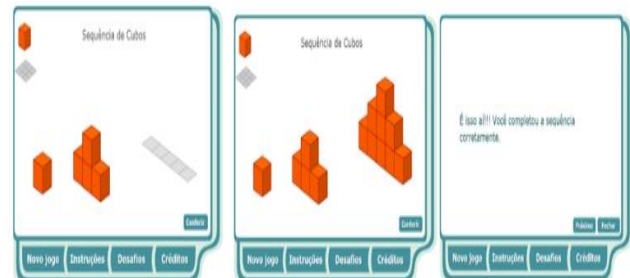 Sequência de Cubos
Conferir
Novo jogo
Instruções
Desafios
Créditos
Sequência de Cubos
Conferir
Novo jogo
Instruções
Desafios
Créditos
É isso aí!!! Você completou a sequência
corretamente.
Próximo
Fechar
Novo jogo
Instruções
Desafios
Créditos